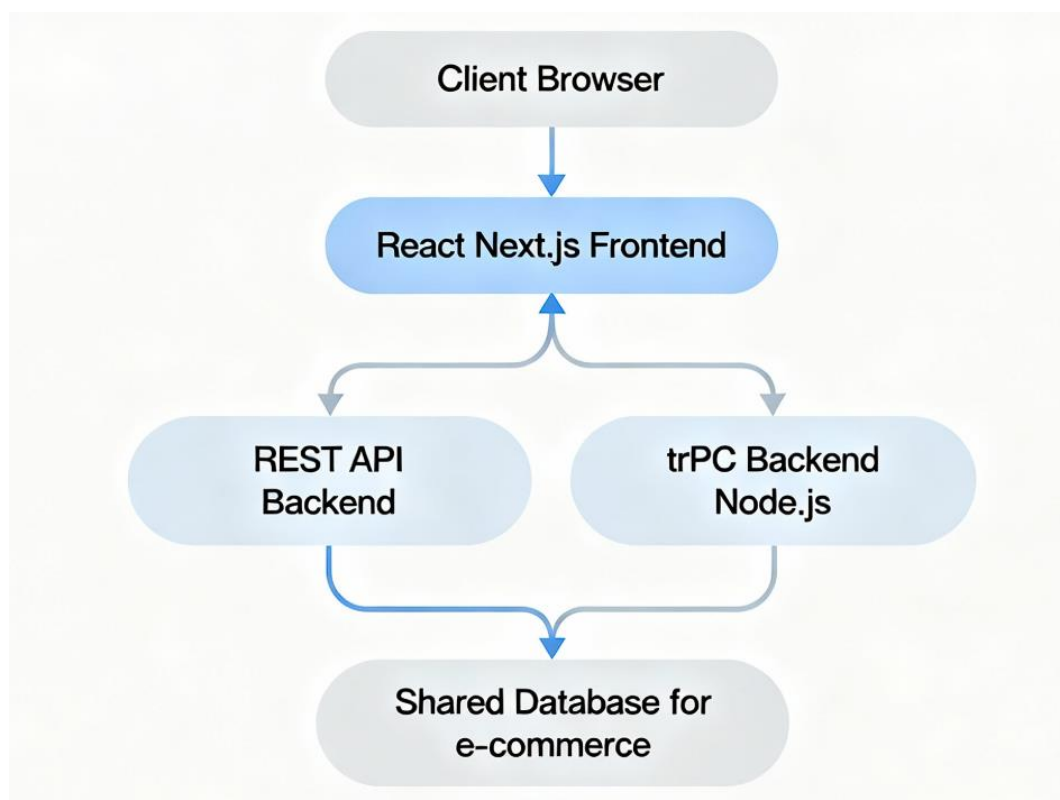 Client Browser
React Next.js Frontend
REST API
Backend
trPC Backend
Node.js
Shared Database for
e-commerce